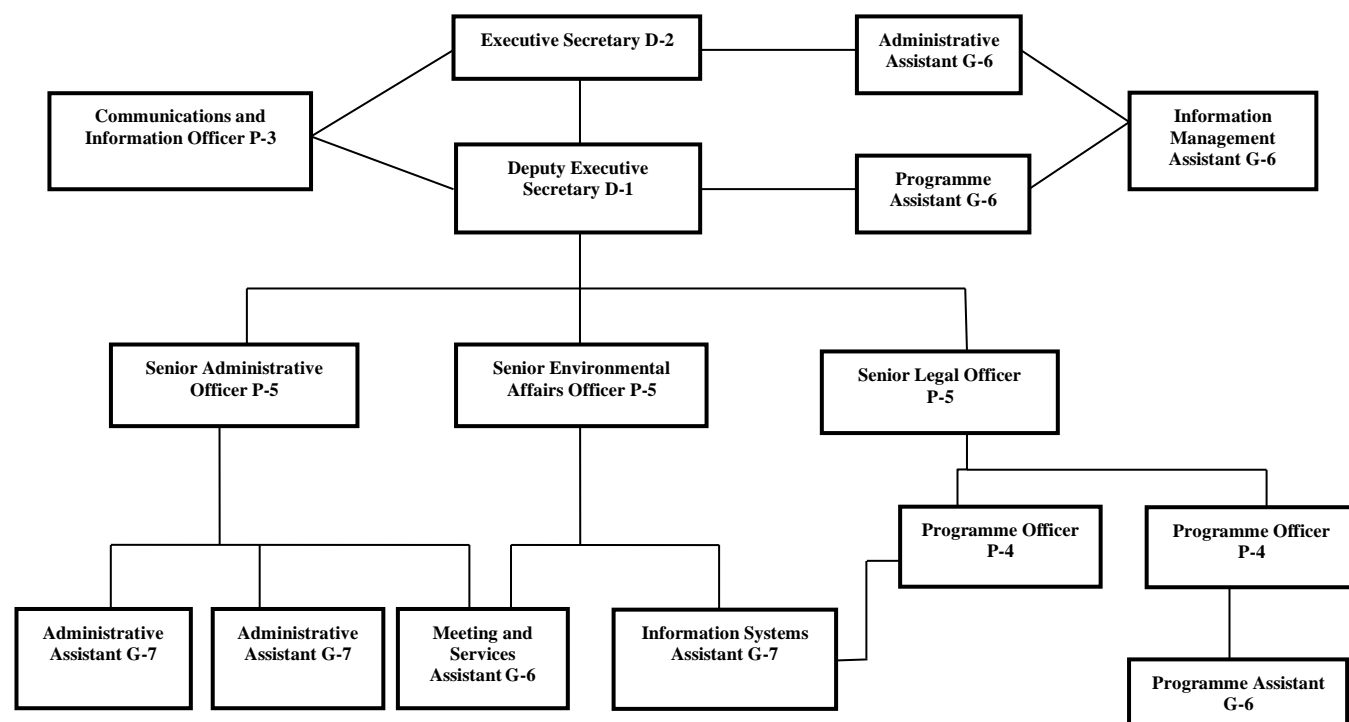 Executive Secretary D-2
Administrative
Assistant G-6
Communications and
Information Officer P-3
Information
Management
Assistant G-6
Deputy Executive
Secretary D-1
Programme
Assistant G-6
Senior Administrative
Officer P-5
Senior Environmental
Affairs Officer P-5
Senior Legal Officer
P-5
Programme Officer
P-4
Programme Officer
P-4
Administrative
Assistant G-7
Administrative
Assistant G-7
Meeting and
Services
Assistant G-6
Information Systems
Assistant G-7
Programme Assistant
G-6